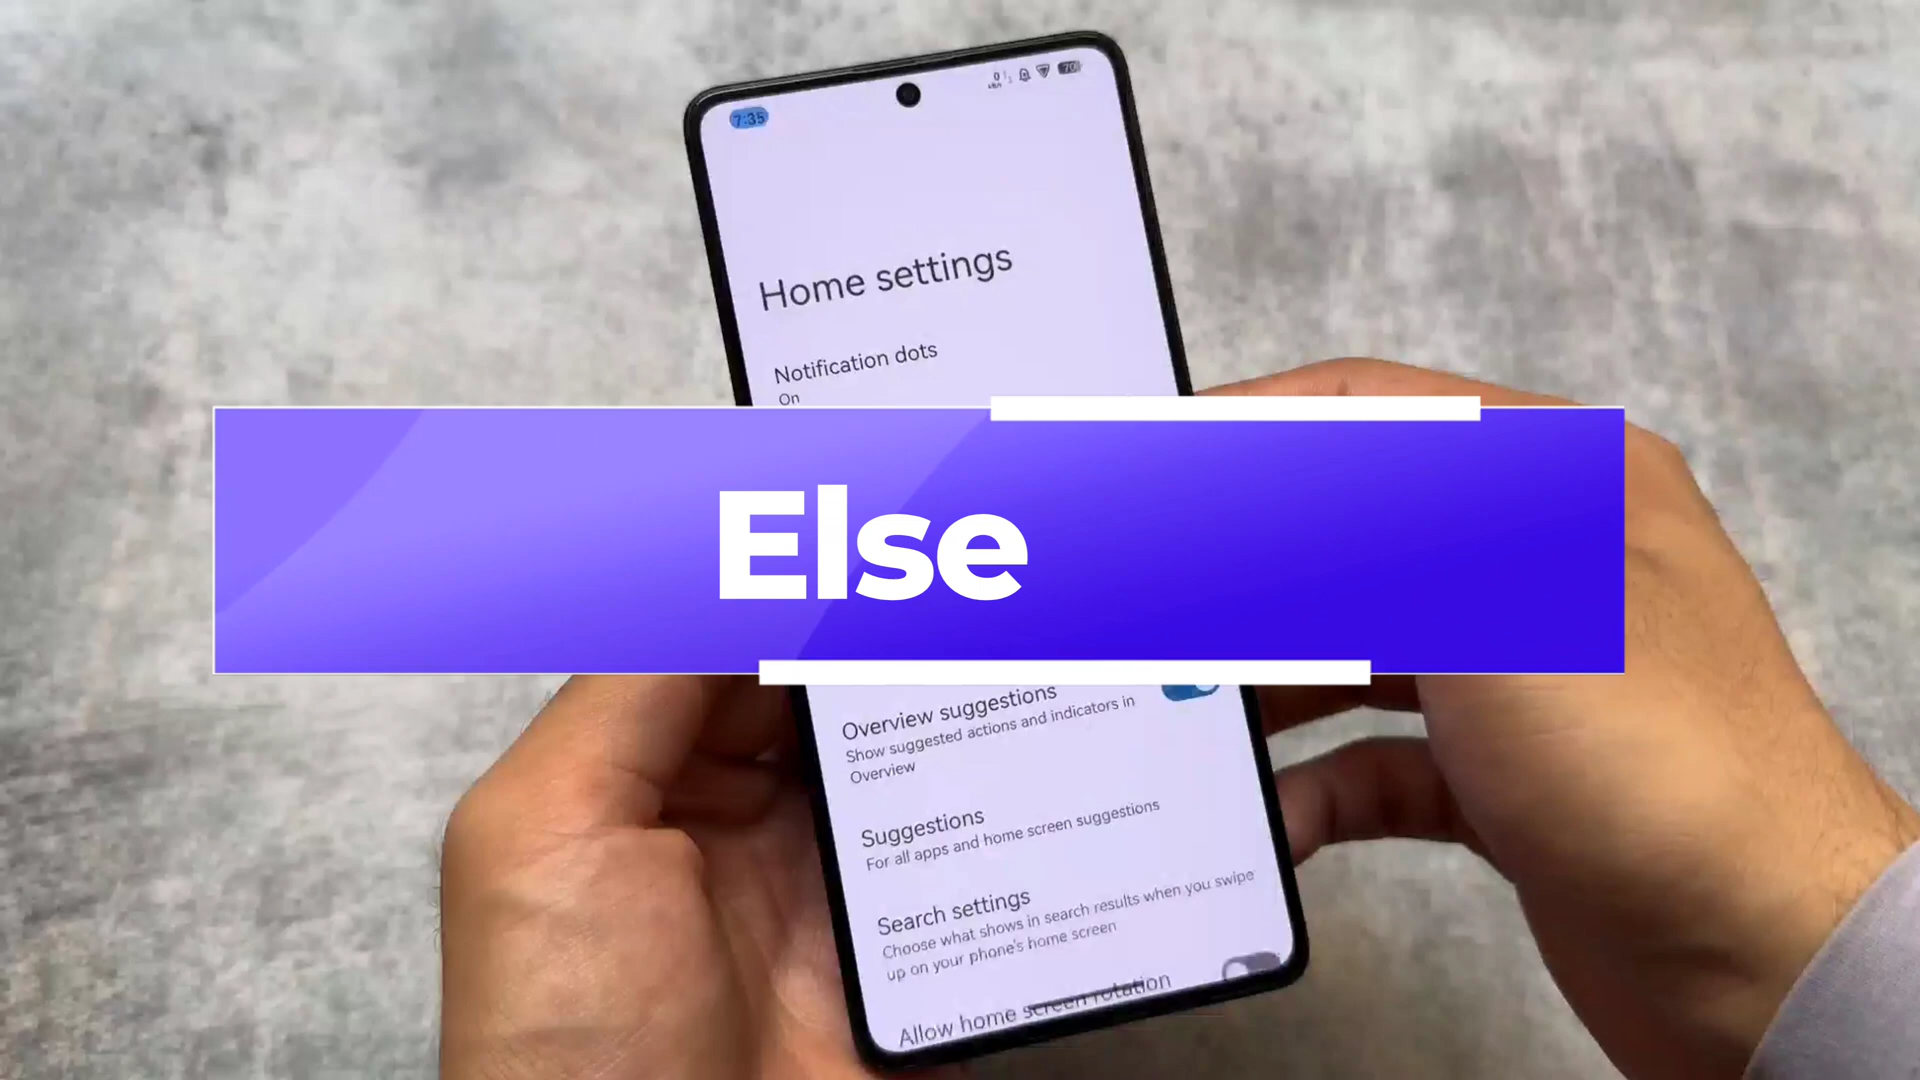 7:35
0
70
Home settings
Notification dots
On
Else
Overview suggestions
Show suggested actions and indicators in
Overview
Suggestions
For all apps and home screen suggestions
Search settings
Choose what shows in search results when you swipe
up on your phone's home screen
Allow home screen rotation